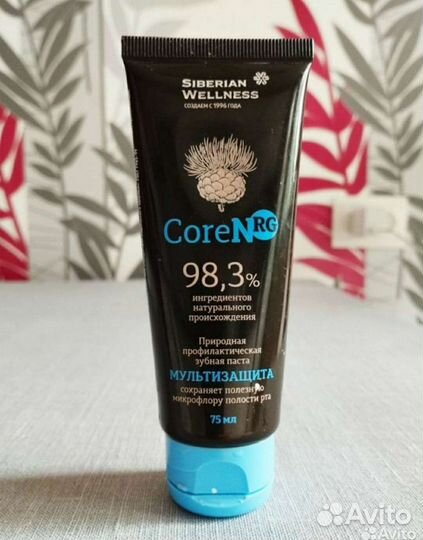 SIBERIAN
WELLNESS
СОЗДАЕМ С 1996 ГОДА
CoreNRG
98,3%
ингредиентов
натурального
происхождения
Природная
профилактическая
зубная паста
МУЛЬТИЗАЩИТА
сохраняет полезную
микрофлору полости рта
75 мл
Avito
Avito